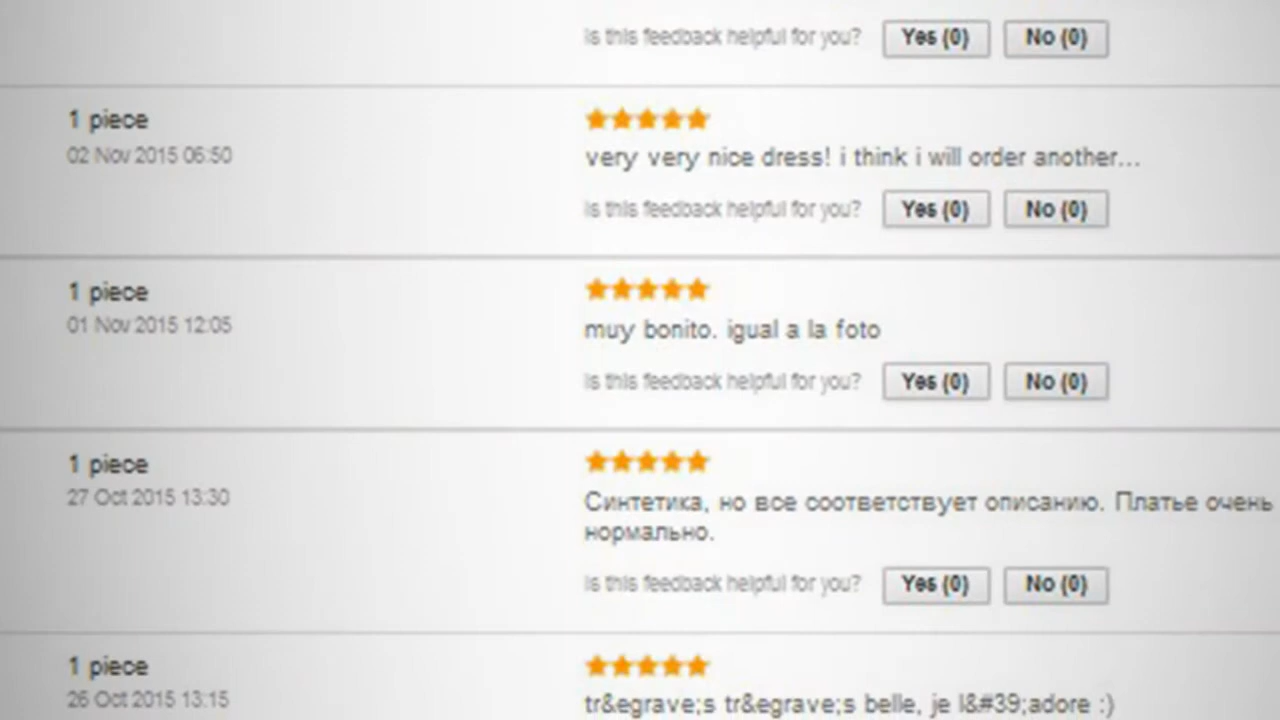 Is this feedback helpful for you? Yes (0) No (0)
1 piece
02 Nov 2015 06:50
very very nice dress! i think i will order another...
Is this feedback helpful for you? Yes (0) No (0)
1 piece
01 Nov 2015 12:05
muy bonito. igual a la foto
Is this feedback helpful for you? Yes (0) No (0)
1 piece
27 Oct 2015 13:30
Синтетика, но все соответствует описанию. Платье очень
нормально.
Is this feedback helpful for you? Yes (0) No (0)
1 piece
26 Oct 2015 13:15
tr&egrave;s tr&egrave;s belle, je l&#39;adore :)